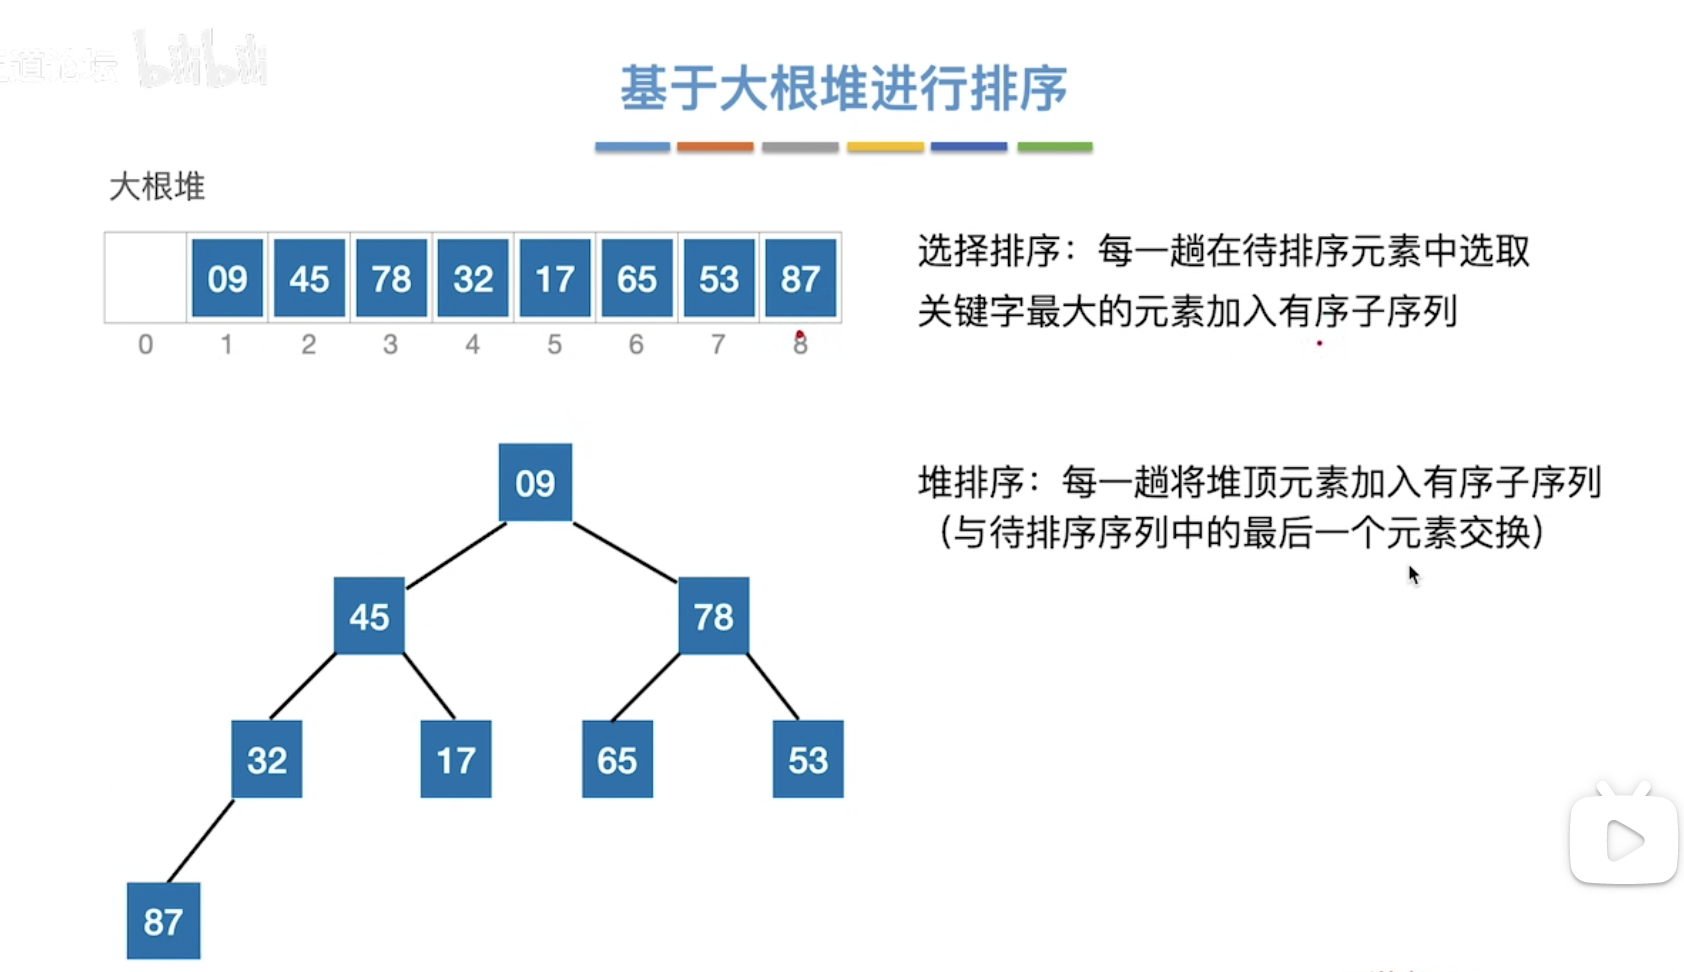 道论坛 bilibili
基于大根堆进行排序
大根堆
09 45 78 32 17 65 53 87
0 1 2 3 4 5 6 7 8
选择排序：每一趟在待排序元素中选取
关键字最大的元素加入有序子序列
堆排序：每一趟将堆顶元素加入有序子序列
（与待排序序列中的最后一个元素交换）
09
45 78
32 17 65 53
87